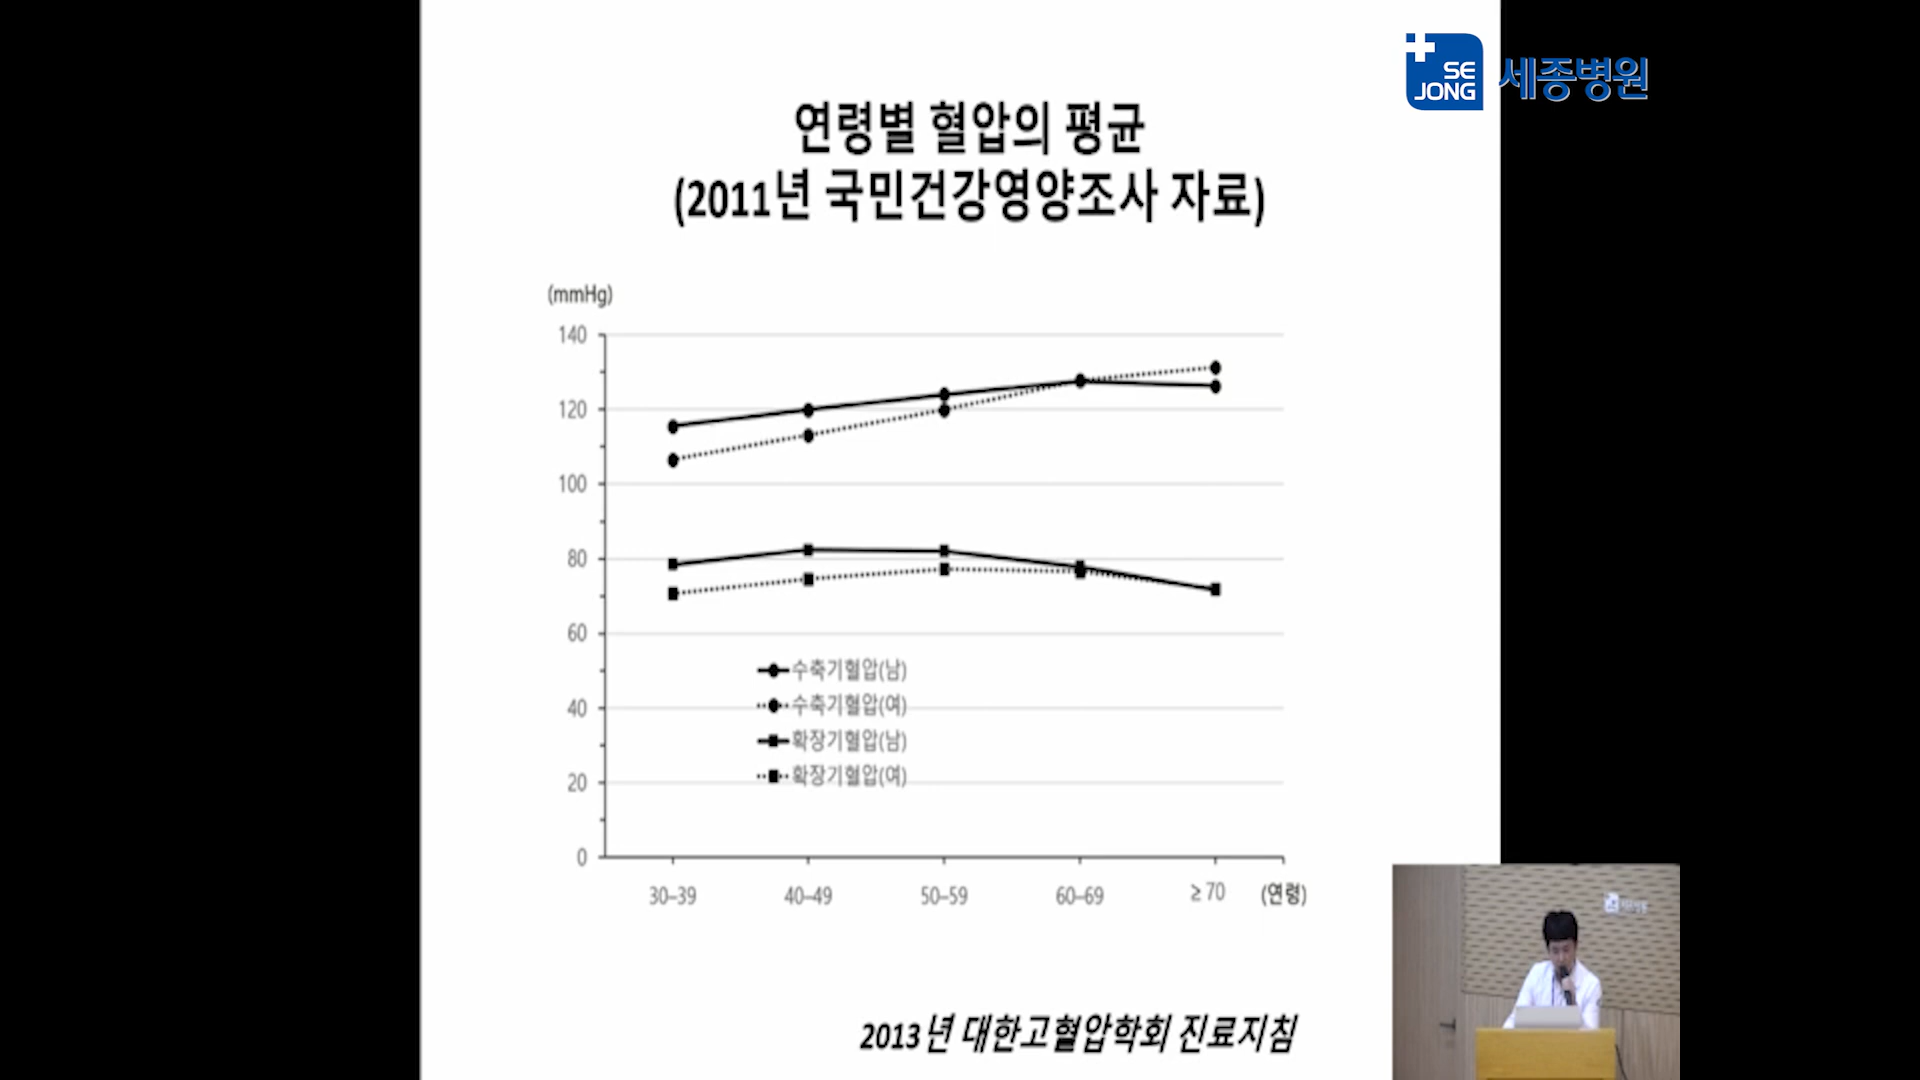 SE
JONG
세종병원
연령별 혈압의 평균
(2011년 국민건강영양조사 자료)
(mmHg)
140
120
100
80
60
40
20
0
수축기혈압(남)
수축기혈압(여)
확장기혈압(남)
확장기혈압(여)
30–39 40–49 50–59 60–69 ≥ 70 (연령)
2013년 대한고혈압학회 진료지침